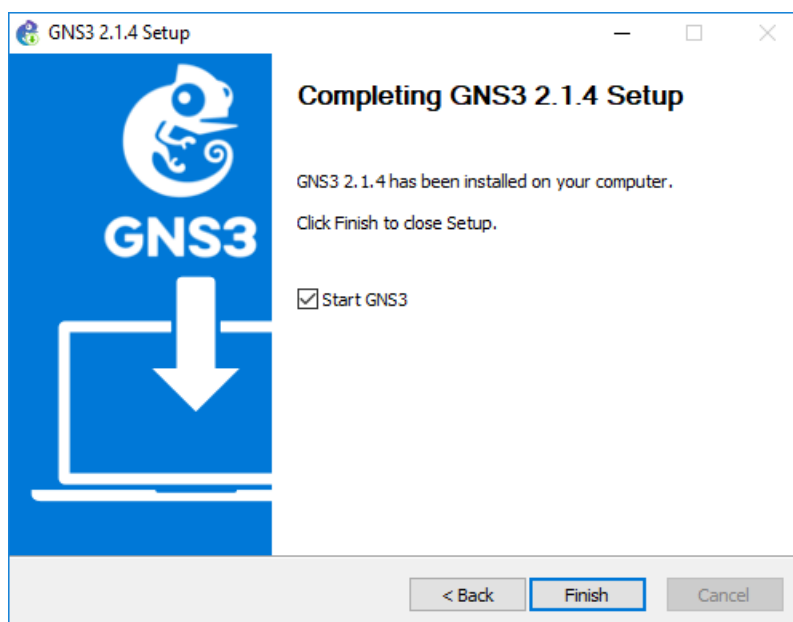 GNS3 2.1.4 Setup
Completing GNS3 2.1.4 Setup
GNS3 2.1.4 has been installed on your computer.
Click Finish to close Setup.
GNS3
Start GNS3
< Back
Finish
Cancel